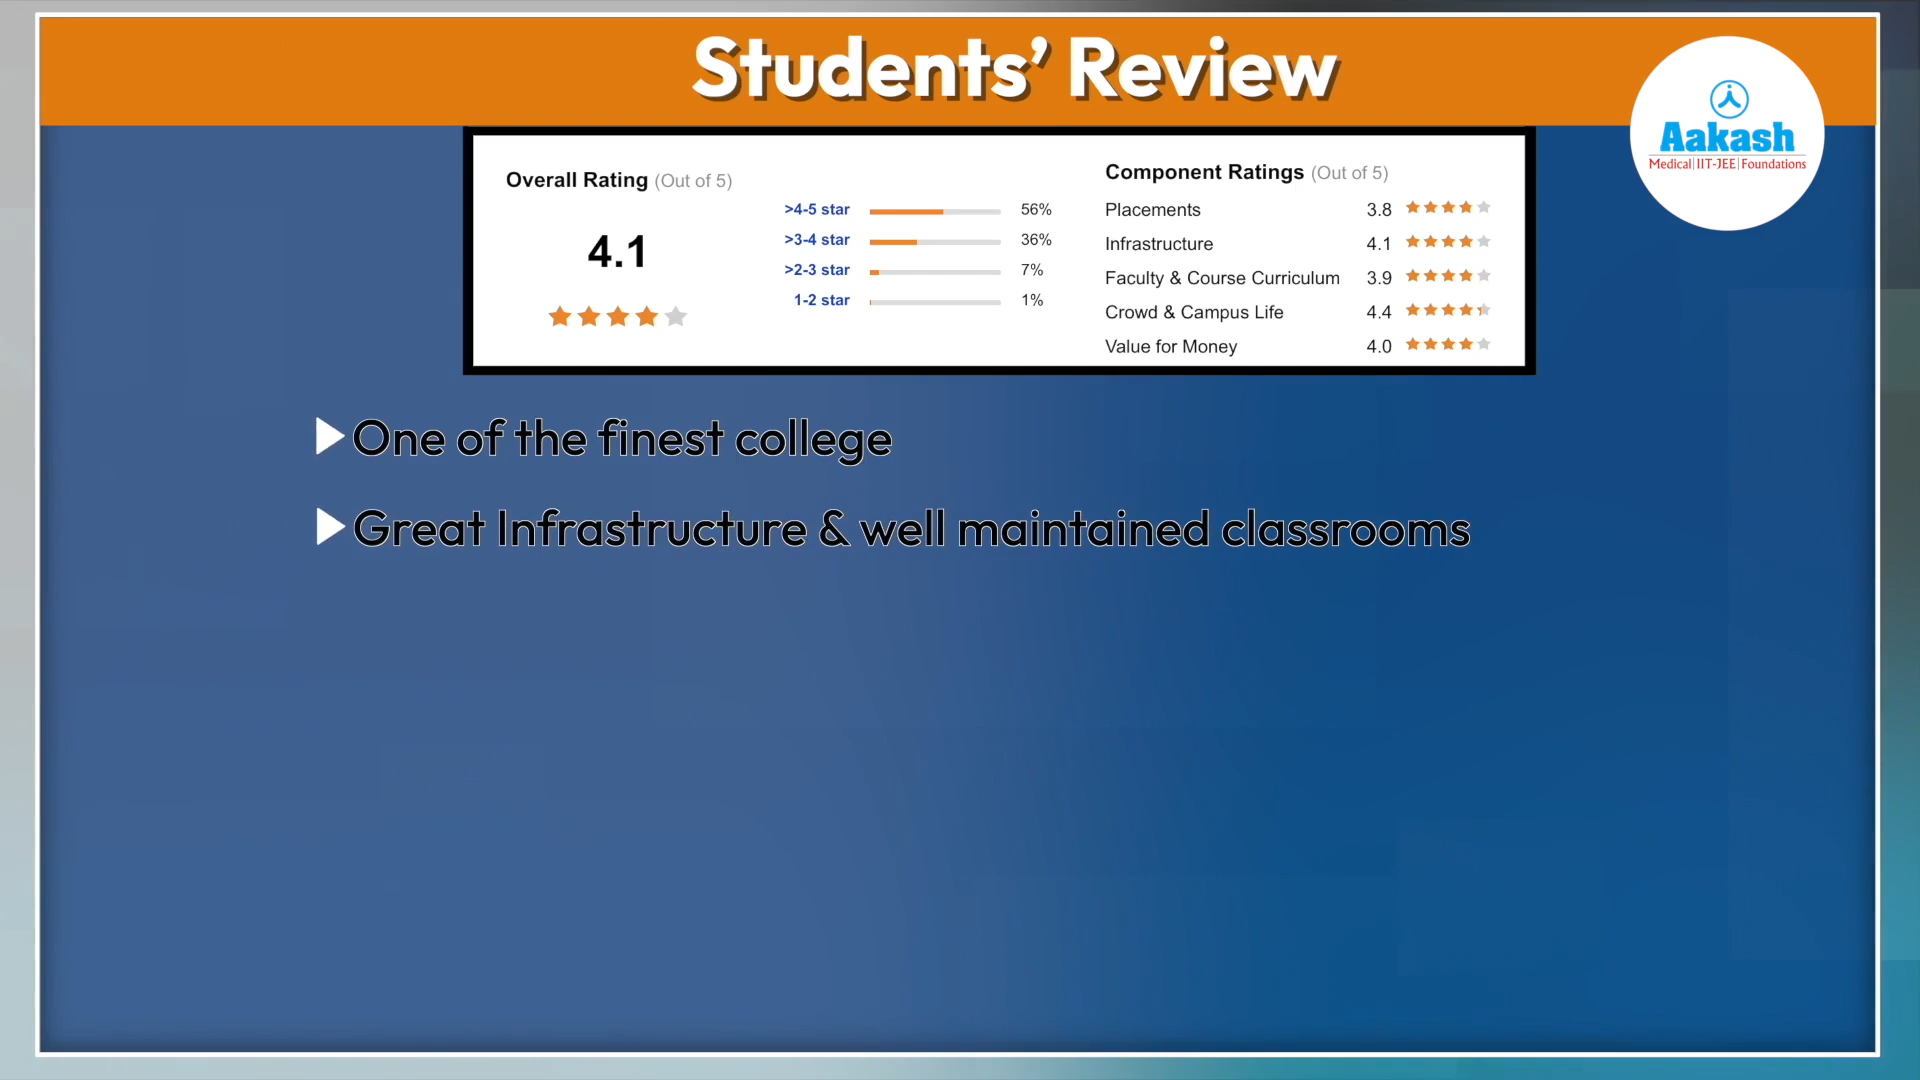 Students’ Review
Aakash
Medical|IIT-JEE|Foundations
Overall Rating (Out of 5)
4.1
>4-5 star 56%
>3-4 star 36%
>2-3 star 7%
1-2 star 1%
Component Ratings (Out of 5)
Placements 3.8
Infrastructure 4.1
Faculty & Course Curriculum 3.9
Crowd & Campus Life 4.4
Value for Money 4.0
One of the finest college
Great Infrastructure & well maintained classrooms